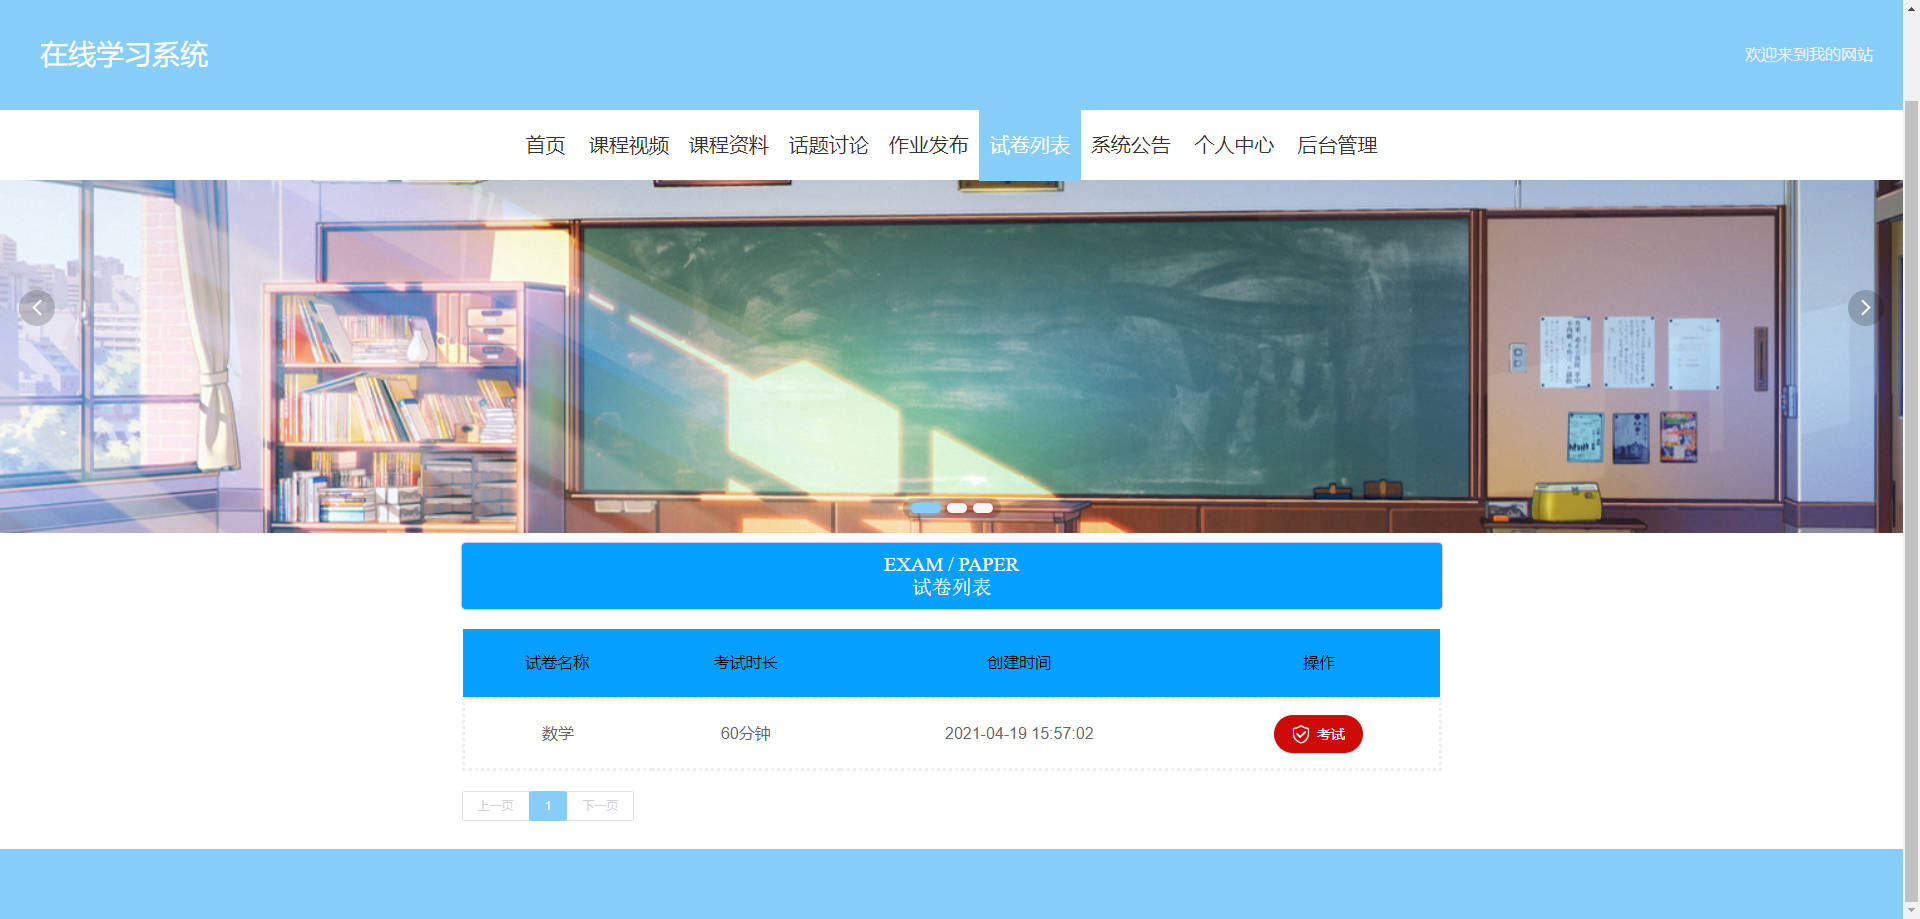 在线学习系统
欢迎来到我的网站
首页 课程视频 课程资料 话题讨论 作业发布 试卷列表 系统公告 个人中心 后台管理
EXAM / PAPER
试卷列表
试卷名称 考试时长 创建时间 操作
数学 60分钟 2021-04-19 15:57:02 考试
上一页 1 下一页